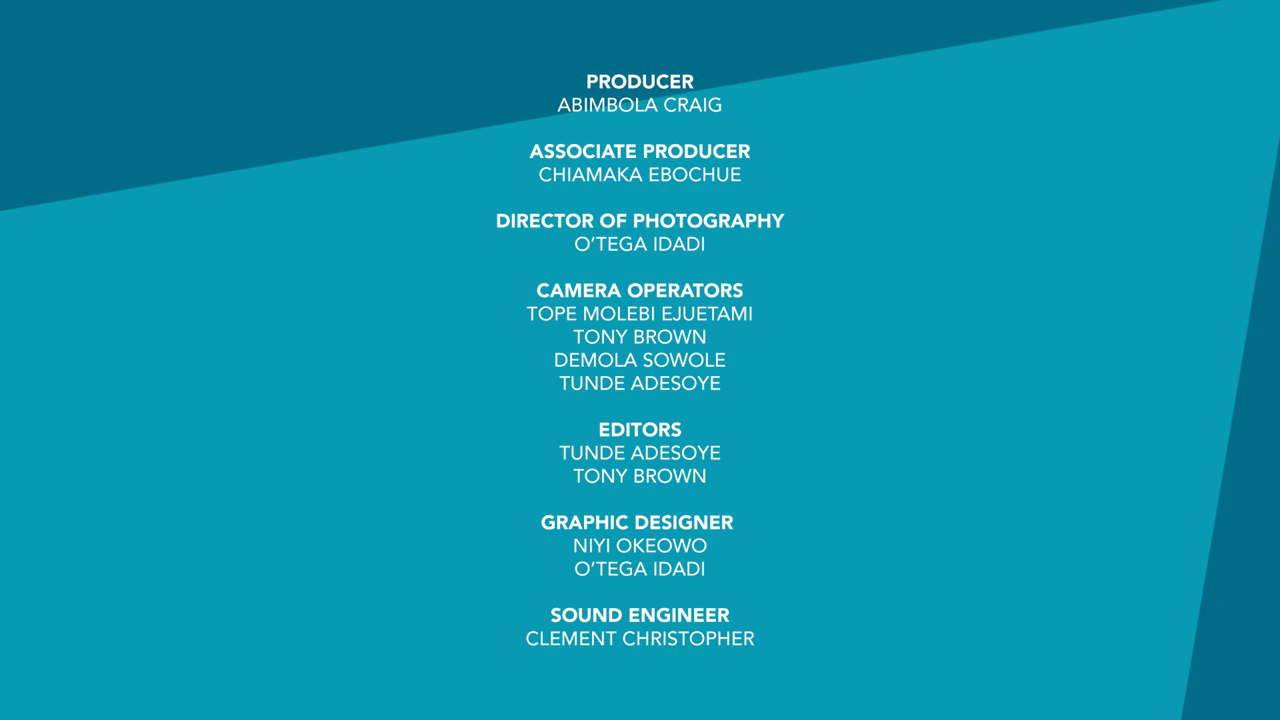 PRODUCER
ABIMBOLA CRAIG
ASSOCIATE PRODUCER
CHIAMAKA EBOCHUE
DIRECTOR OF PHOTOGRAPHY
O’TEGA IDADI
CAMERA OPERATORS
TOPE MOLEBI EJUETAMI
TONY BROWN
DEMOLA SOWOLE
TUNDE ADESOYE
EDITORS
TUNDE ADESOYE
TONY BROWN
GRAPHIC DESIGNER
NIYI OKEOWO
O’TEGA IDADI
SOUND ENGINEER
CLEMENT CHRISTOPHER